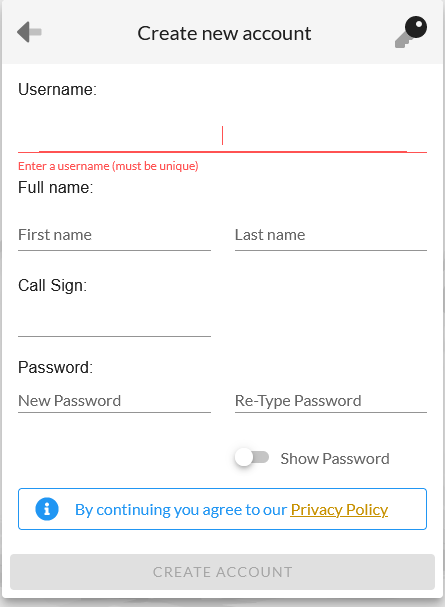 Create new account
Username:
Enter a username (must be unique)
Full name:
First name Last name
Call Sign:
Password:
New Password Re-Type Password
Show Password
By continuing you agree to our Privacy Policy
CREATE ACCOUNT